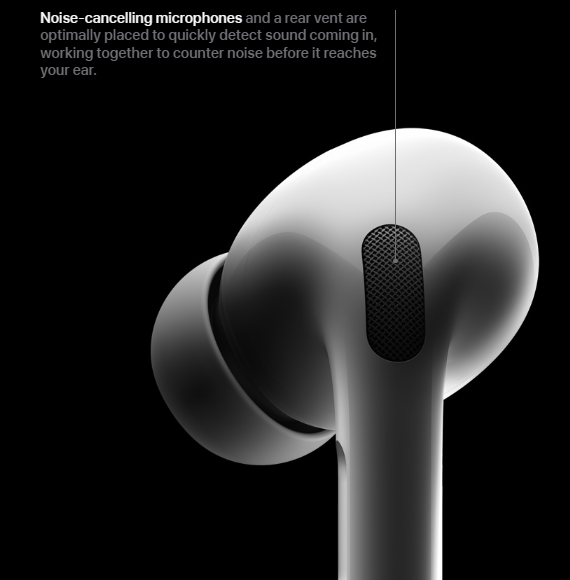 Noise-cancelling microphones and a rear vent are
optimally placed to quickly detect sound coming in,
working together to counter noise before it reaches
your ear.